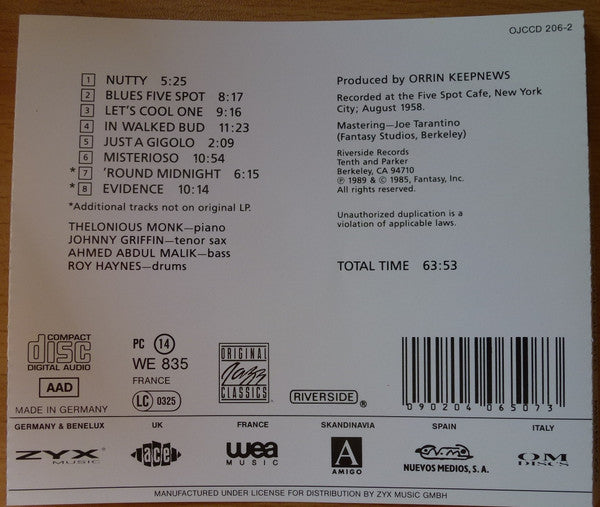 OJCCD 206-2
1 NUTTY 5:25
2 BLUES FIVE SPOT 8:17
3 LET'S COOL ONE 9:16
4 IN WALKED BUD 11:23
5 JUST A GIGOLO 2:09
6 MISTERIOSO 10:54
*7 'ROUND MIDNIGHT 6:15
*8 EVIDENCE 10:14
*Additional tracks not on original LP.
THELONIOUS MONK—piano
JOHNNY GRIFFIN—tenor sax
AHMED ABDUL MALIK—bass
ROY HAYNES—drums
Produced by ORRIN KEEPNEWS
Recorded at the Five Spot Cafe, New York
City; August 1958.
Mastering—Joe Tarantino
(Fantasy Studios, Berkeley)
Riverside Records
Tenth and Parker
Berkeley, CA 94710
℗ 1989 & © 1985, Fantasy, Inc.
All rights reserved.
Unauthorized duplication is a
violation of applicable laws.
TOTAL TIME 63:53
COMPACT
disc
DIGITAL AUDIO
AAD
MADE IN GERMANY
PC 14
WE 835
FRANCE
LC 0325
ORIGINAL
Jazz
CLASSICS
RIVERSIDE®
0 90204 06507 3
GERMANY & BENELUX
UK
FRANCE
SKANDINAVIA
SPAIN
ITALY
ZYX
MUSIC
ace
wea
MUSIC
A
AMIGO
N.M.
NUEVOS MEDIOS, S.A.
OM
DISC'S
MANUFACTURED UNDER LICENSE FOR DISTRIBUTION BY ZYX MUSIC GMBH